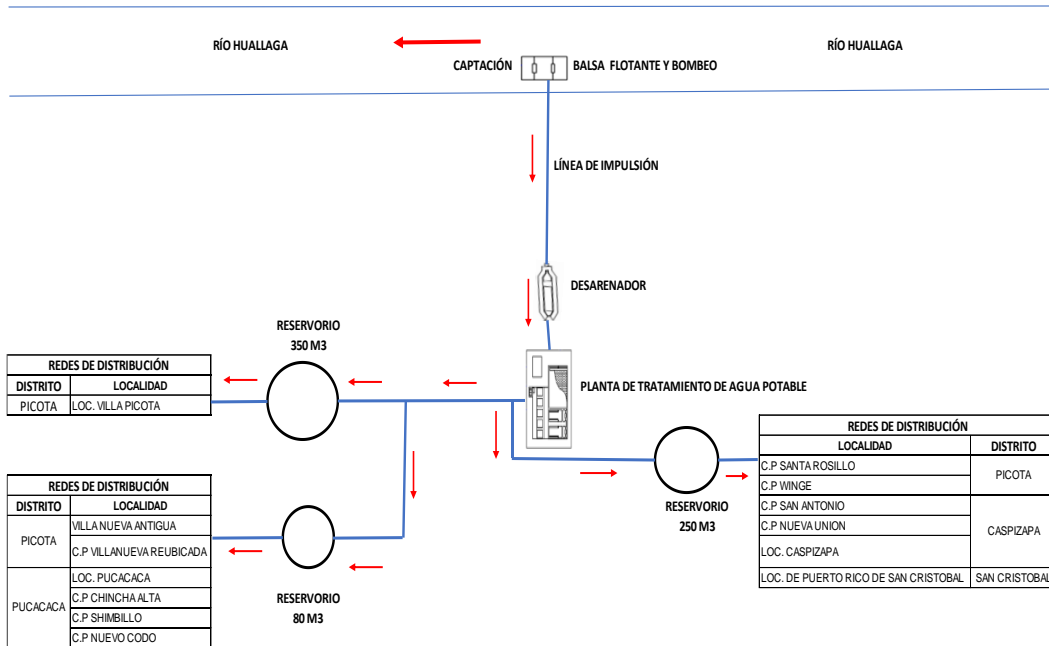 RÍO HUALLAGA
RÍO HUALLAGA
CAPTACIÓN
BALSA FLOTANTE Y BOMBEO
LÍNEA DE IMPULSIÓN
DESARENADOR
RESERVORIO
350 M3
PLANTA DE TRATAMIENTO DE AGUA POTABLE
REDES DE DISTRIBUCIÓN
DISTRITO LOCALIDAD
PICOTA LOC. VILLA PICOTA
REDES DE DISTRIBUCIÓN
LOCALIDAD DISTRITO
C.P SANTA ROSILLO
PICOTA
C.P WINGE
C.P SAN ANTONIO
C.P NUEVA UNION
CASPIZAPA
LOC. CASPIZAPA
LOC. DE PUERTO RICO DE SAN CRISTOBAL SAN CRISTOBAL
RESERVORIO
250 M3
REDES DE DISTRIBUCIÓN
DISTRITO LOCALIDAD
VILLA NUEVA ANTIGUA
PICOTA
C.P VILLANUEVA REUBICADA
LOC. PUCACACA
C.P CHINCHA ALTA
PUCACACA
C.P SHIMBILLO
C.P NUEVO CODO
RESERVORIO
80 M3